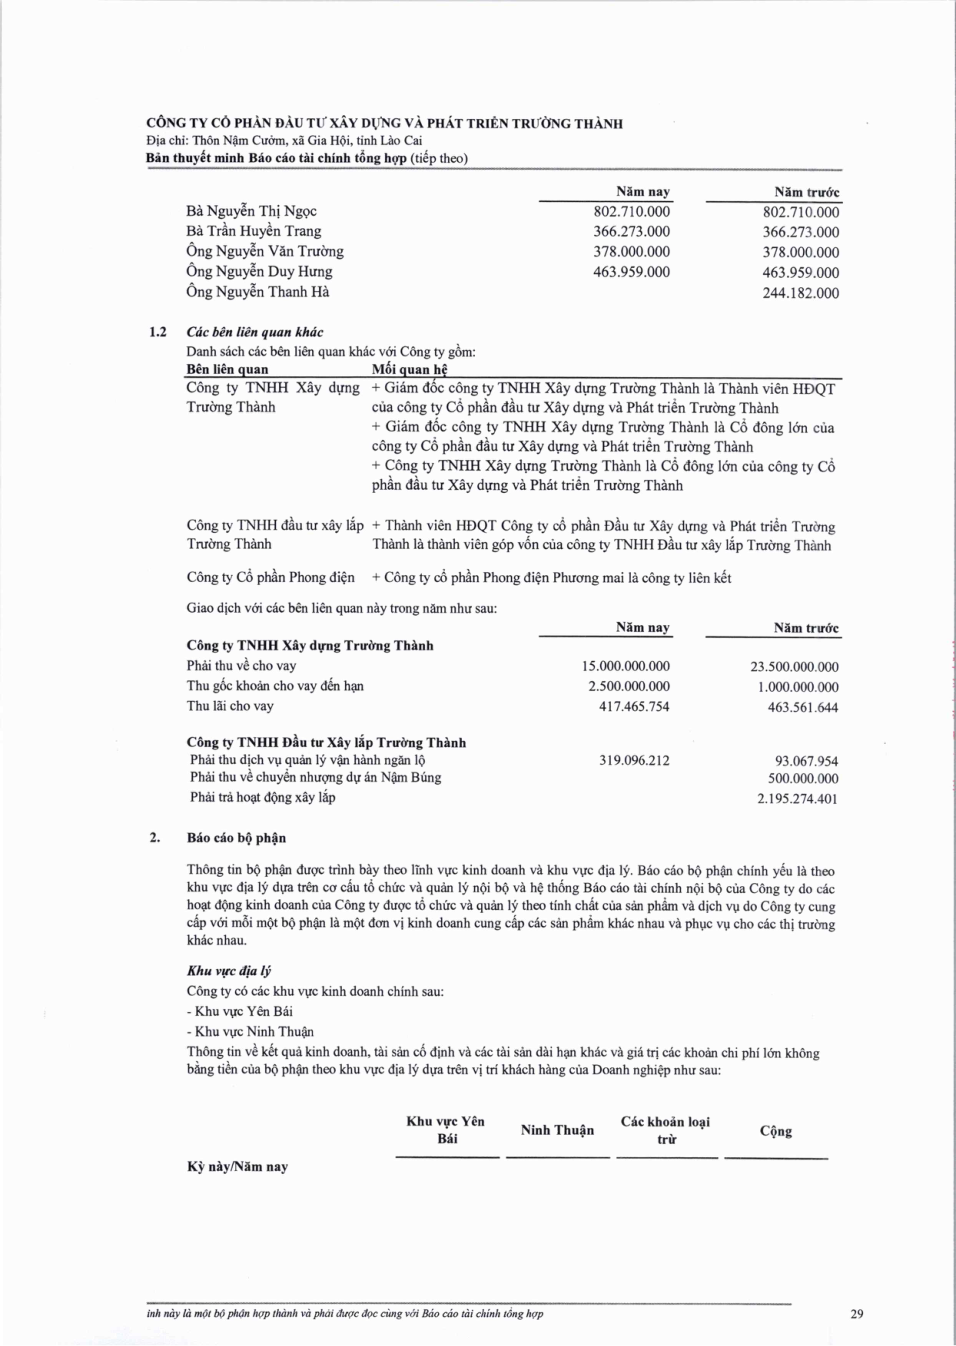 CÔNG TY CỔ PHẦN ĐẦU TƯ XÂY DỰNG VÀ PHÁT TRIỂN TRƯỜNG THÀNH
Địa chỉ: Thôn Nậm Cưởm, xã Gia Hội, tỉnh Lào Cai
Bản thuyết minh Báo cáo tài chính tổng hợp (tiếp theo)
Năm nay Năm trước
Bà Nguyễn Thị Ngọc 802.710.000 802.710.000
Bà Trần Huyền Trang 366.273.000 366.273.000
Ông Nguyễn Văn Trường 378.000.000 378.000.000
Ông Nguyễn Duy Hưng 463.959.000 463.959.000
Ông Nguyễn Thanh Hà 244.182.000
1.2 Các bên liên quan khác
Danh sách các bên liên quan khác với Công ty gồm:
Bên liên quan Mối quan hệ
Công ty TNHH Xây dựng + Giám đốc công ty TNHH Xây dựng Trường Thành là Thành viên HĐQT
Trường Thành của công ty Cổ phần đầu tư Xây dựng và Phát triển Trường Thành
+ Giám đốc công ty TNHH Xây dựng Trường Thành là Cổ đông lớn của
công ty Cổ phần đầu tư Xây dựng và Phát triển Trường Thành
+ Công ty TNHH Xây dựng Trường Thành là Cổ đông lớn của công ty Cổ
phần đầu tư Xây dựng và Phát triển Trường Thành
Công ty TNHH đầu tư xây lắp + Thành viên HĐQT Công ty cổ phần Đầu tư Xây dựng và Phát triển Trường
Trường Thành Thành là thành viên góp vốn của công ty TNHH Đầu tư xây lắp Trường Thành
Công ty Cổ phần Phong điện + Công ty cổ phần Phong điện Phương mai là công ty liên kết
Giao dịch với các bên liên quan này trong năm như sau:
Năm nay Năm trước
Công ty TNHH Xây dựng Trường Thành
Phải thu về cho vay 15.000.000.000 23.500.000.000
Thu gốc khoản cho vay đến hạn 2.500.000.000 1.000.000.000
Thu lãi cho vay 417.465.754 463.561.644
Công ty TNHH Đầu tư Xây lắp Trường Thành
Phải thu dịch vụ quản lý vận hành ngăn lộ 319.096.212 93.067.954
Phải thu về chuyển nhượng dự án Nậm Búng 500.000.000
Phải trả hoạt động xây lắp 2.195.274.401
2. Báo cáo bộ phận
Thông tin bộ phận được trình bày theo lĩnh vực kinh doanh và khu vực địa lý. Báo cáo bộ phận chính yếu là theo
khu vực địa lý dựa trên cơ cấu tổ chức và quản lý nội bộ và hệ thống Báo cáo tài chính nội bộ của Công ty do các
hoạt động kinh doanh của Công ty được tổ chức và quản lý theo tính chất của sản phẩm và dịch vụ do Công ty cung
cấp với mỗi một bộ phận là một đơn vị kinh doanh cung cấp các sản phẩm khác nhau và phục vụ cho các thị trường
khác nhau.
Khu vực địa lý
Công ty có các khu vực kinh doanh chính sau:
- Khu vực Yên Bái
- Khu vực Ninh Thuận
Thông tin về kết quả kinh doanh, tài sản cố định và các tài sản dài hạn khác và giá trị các khoản chi phí lớn không
bằng tiền của bộ phận theo khu vực địa lý dựa trên vị trí khách hàng của Doanh nghiệp như sau:
Khu vực Yên Ninh Thuận Các khoản loại Cộng
Bái trừ
Kỳ này/Năm nay
inh này là một bộ phận hợp thành và phải được đọc cùng với Báo cáo tài chính tổng hợp 29